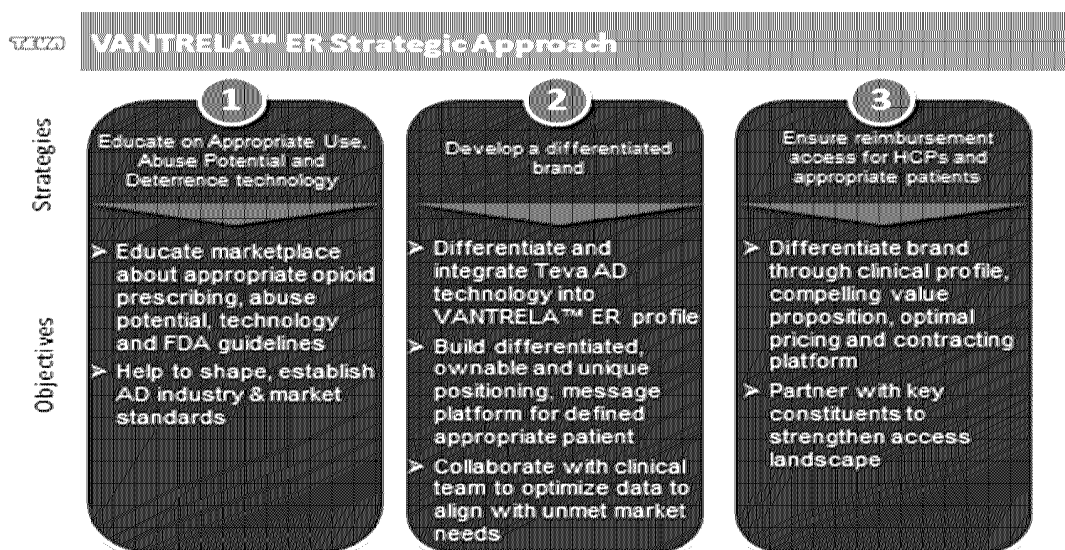 TEVA
VANTRELA™ ER Strategic Approach
Strategies
1
Educate on Appropriate Use,
Abuse Potential and
Deterrence technology
2
Develop a differentiated
brand
3
Ensure reimbursement
access for HCPs and
appropriate patients
Objectives
➢ Educate marketplace
about appropriate opioid
prescribing, abuse
potential, technology
and FDA guidelines
➢ Help to shape, establish
AD industry & market
standards
➢ Differentiate and
integrate Teva AD
technology into
VANTRELA™ ER profile
➢ Build differentiated,
ownable and unique
positioning, message
platform for defined
appropriate patient
➢ Collaborate with clinical
team to optimize data to
align with unmet market
needs
➢ Differentiate brand
through clinical profile,
compelling value
proposition, optimal
pricing and contracting
platform
➢ Partner with key
constituents to
strengthen access
landscape